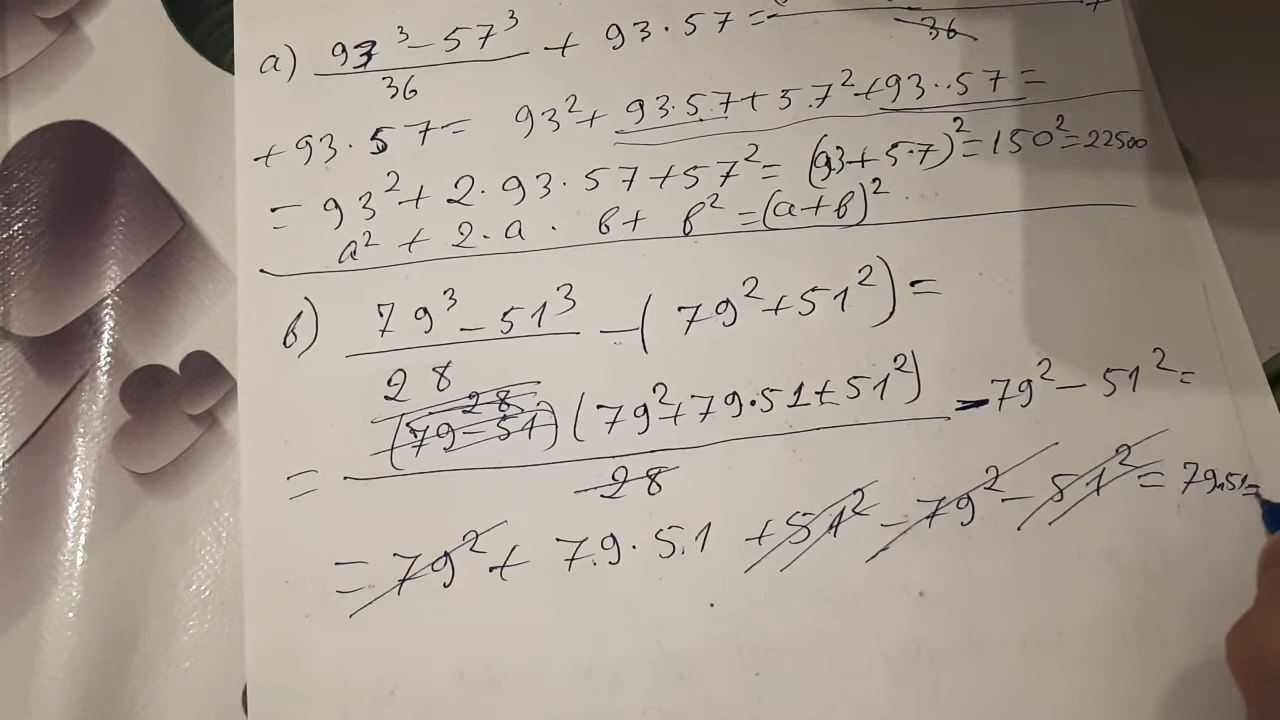 а) 93³ − 57³ / 36 + 93 · 57 = 36
+ 93 · 57 = 93² + 93·57 + 57² + 93··57 =
= 93² + 2 · 93 · 57 + 57² = (93 + 57)² = 150² = 22500
a² + 2 · a · b + b² = (a + b)²
в) 79³ − 51³ / 28 − (79² + 51²) =
28
= (79 − 51) (79² + 79·51 + 51²) / 28 − 79² − 51² =
= 79² + 79 · 51 + 51² − 79² − 51² = 79·51 =